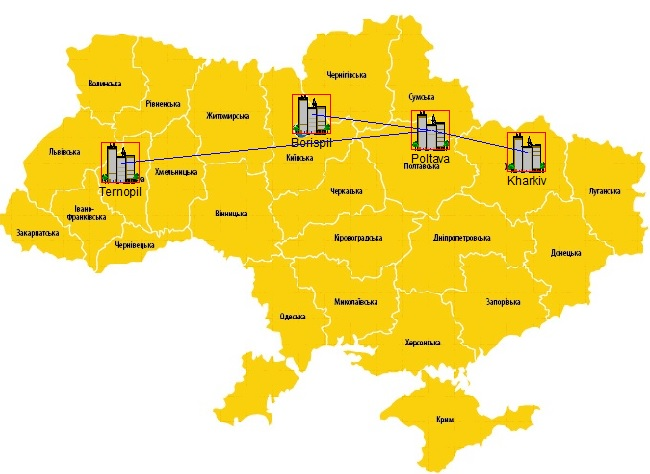 Чернігівська
Волинська
Сумська
Рівненська
Житомирська
Borispil
Львівська
Київська
Poltava
Полтавська
Хмельницька
Kharkiv
Ternopil
Черкаська
Луганська
Івано-
Франківська
Вінницька
Закарпатська
Чернівецька
Кіровоградська
Дніпропетровська
Донецька
Миколаївська
Запорівька
Одеська
Херсонська
Крим